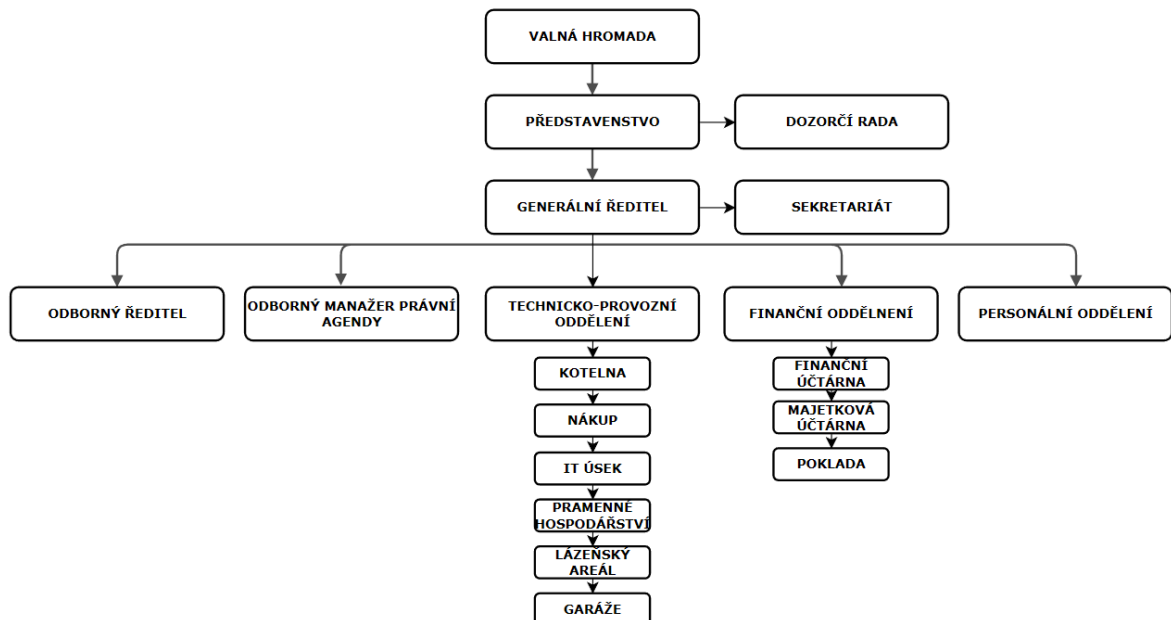 VALNÁ HROMADA
PŘEDSTAVENSTVO
DOZORČÍ RADA
GENERÁLNÍ ŘEDITEL
SEKRETARIÁT
ODBORNÝ ŘEDITEL
ODBORNÝ MANAŽER PRÁVNÍ
AGENDY
TECHNICKO-PROVOZNÍ
ODDĚLENÍ
FINANČNÍ ODDĚLNENÍ
PERSONÁLNÍ ODDĚLENÍ
KOTELNA
NÁKUP
IT ÚSEK
PRAMENNÉ
HOSPODÁŘSTVÍ
LÁZEŇSKÝ
AREÁL
GARÁŽE
FINANČNÍ
ÚČTÁRNA
MAJETKOVÁ
ÚČTÁRNA
POKLADA